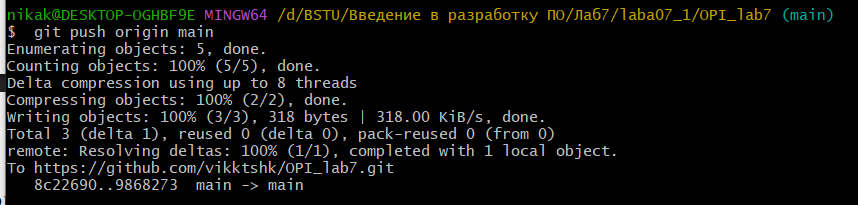 nikak@DESKTOP-OGHBF9E MINGW64 /d/BSTU/Введение в разработку ПО/Лаб7/laba07_1/OPI_lab7 (main)
$  git push origin main
Enumerating objects: 5, done.
Counting objects: 100% (5/5), done.
Delta compression using up to 8 threads
Compressing objects: 100% (2/2), done.
Writing objects: 100% (3/3), 318 bytes | 318.00 KiB/s, done.
Total 3 (delta 1), reused 0 (delta 0), pack-reused 0 (from 0)
remote: Resolving deltas: 100% (1/1), completed with 1 local object.
To https://github.com/vikktshk/OPI_lab7.git
   8c22690..9868273  main -> main